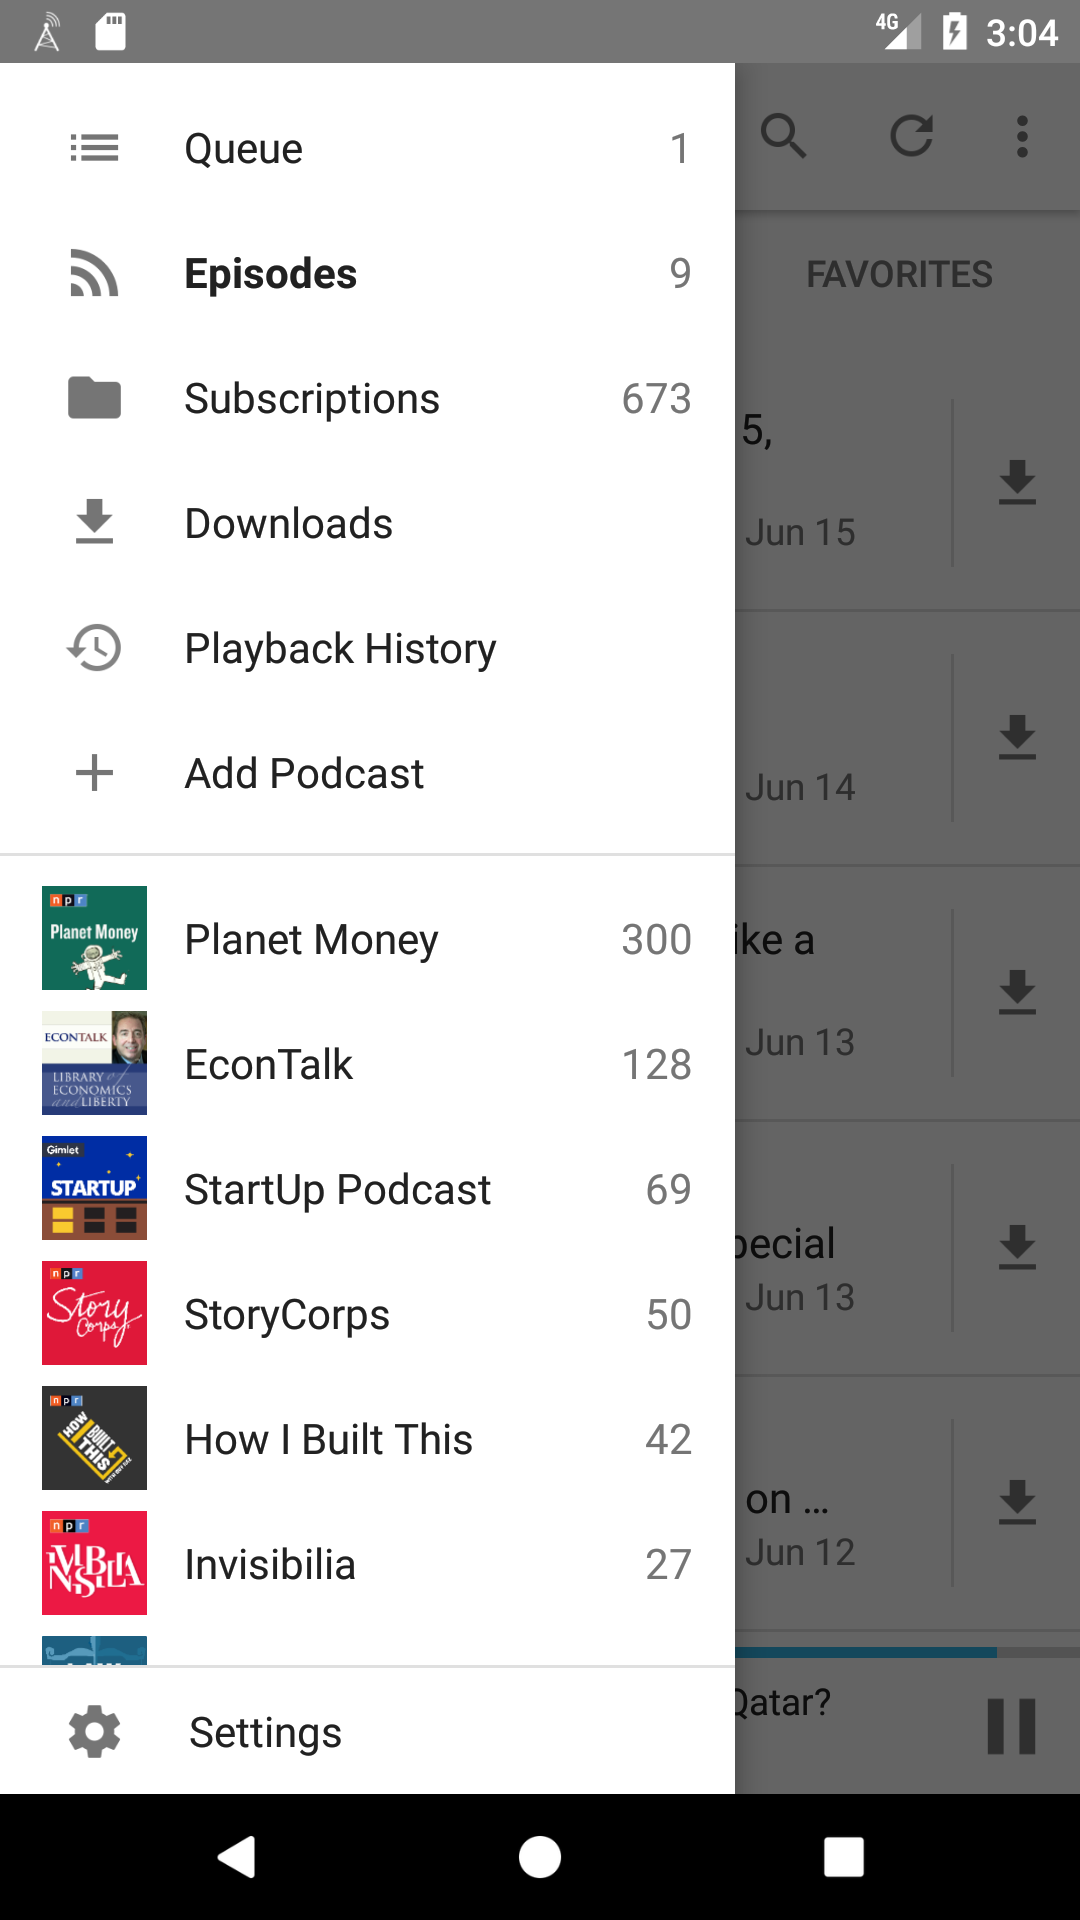 4G 3:04
Queue 1
Episodes 9
FAVORITES
Subscriptions 673
5,
Downloads
Jun 15
Playback History
Add Podcast
Jun 14
npr
Planet Money
Planet Money 300
ike a
ECONTALK
LIBRARY of
ECONOMICS
and LIBERTY
EconTalk 128
Jun 13
Gimlet
STARTUP
StartUp Podcast 69
pecial
npr
Story
Corps
StoryCorps 50
Jun 13
npr
HOW
I BUILT
THIS
How I Built This 42
on ...
npr
INVISIBILIA
Invisibilia 27
Jun 12
Qatar?
Settings